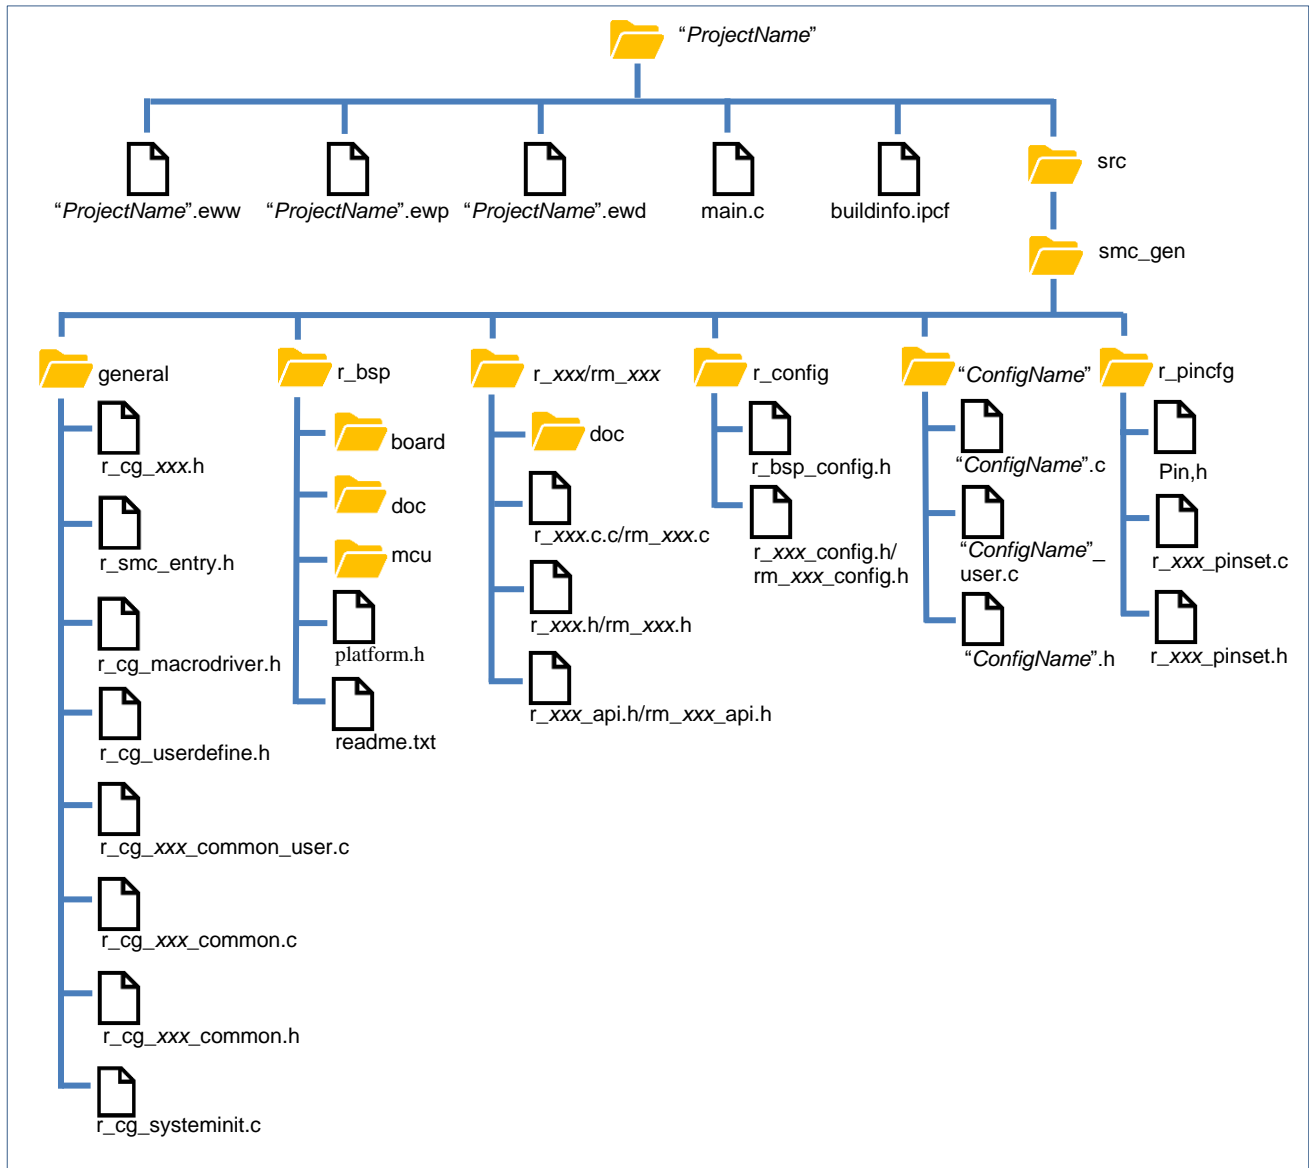 “ProjectName”
“ProjectName”.eww
“ProjectName”.ewp
“ProjectName”.ewd
main.c
buildinfo.ipcf
src
smc_gen
general
r_cg_xxx.h
r_smc_entry.h
r_cg_macrodriver.h
r_cg_userdefine.h
r_cg_xxx_common_user.c
r_cg_xxx_common.c
r_cg_xxx_common.h
r_cg_systeminit.c
r_bsp
board
doc
mcu
platform.h
readme.txt
r_xxx/rm_xxx
doc
r_xxx.c.c/rm_xxx.c
r_xxx.h/rm_xxx.h
r_xxx_api.h/rm_xxx_api.h
r_config
r_bsp_config.h
r_xxx_config.h/
rm_xxx_config.h
“ConfigName”
“ConfigName”.c
“ConfigName”_
user.c
“ConfigName”.h
r_pincfg
Pin,h
r_xxx_pinset.c
r_xxx_pinset.h